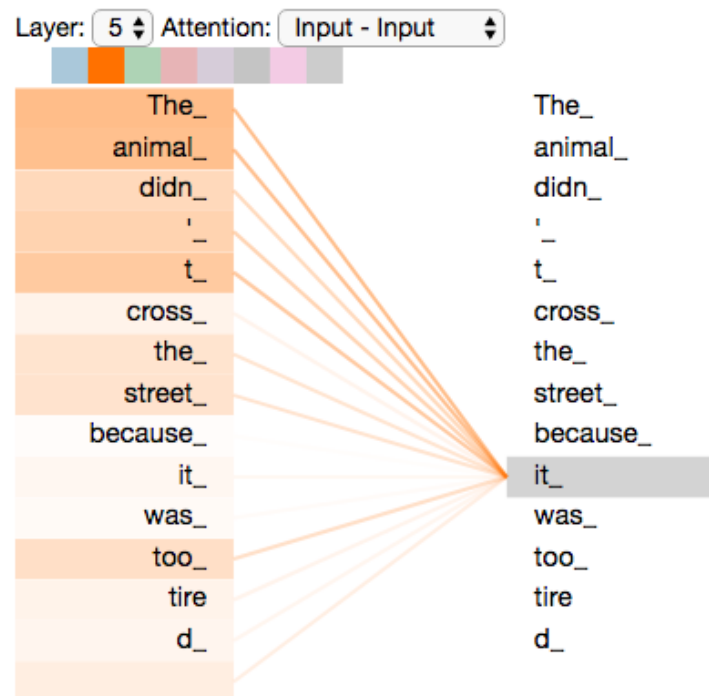 Layer: 5 Attention: Input - Input
The_ The_
animal_ animal_
didn_ didn_
'_ '_
t_ t_
cross_ cross_
the_ the_
street_ street_
because_ because_
it_ it_
was_ was_
too_ too_
tire tire
d_ d_